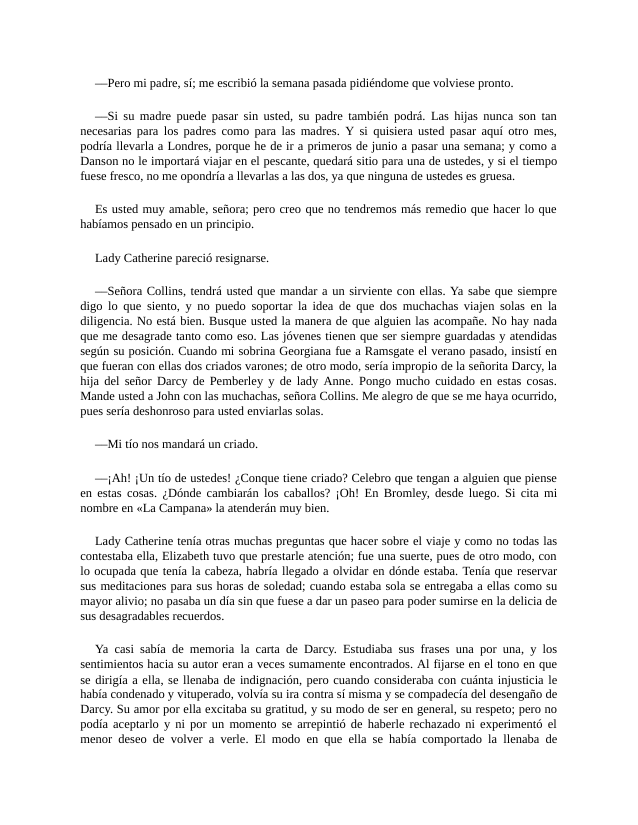 —Pero mi padre, sí; me escribió la semana pasada pidiéndome que volviese pronto.
—Si su madre puede pasar sin usted, su padre también podrá. Las hijas nunca son tan
necesarias para los padres como para las madres. Y si quisiera usted pasar aquí otro mes,
podría llevarla a Londres, porque he de ir a primeros de junio a pasar una semana; y como a
Danson no le importará viajar en el pescante, quedará sitio para una de ustedes, y si el tiempo
fuese fresco, no me opondría a llevarlas a las dos, ya que ninguna de ustedes es gruesa.
Es usted muy amable, señora; pero creo que no tendremos más remedio que hacer lo que
habíamos pensado en un principio.
Lady Catherine pareció resignarse.
—Señora Collins, tendrá usted que mandar a un sirviente con ellas. Ya sabe que siempre
digo lo que siento, y no puedo soportar la idea de que dos muchachas viajen solas en la
diligencia. No está bien. Busque usted la manera de que alguien las acompañe. No hay nada
que me desagrade tanto como eso. Las jóvenes tienen que ser siempre guardadas y atendidas
según su posición. Cuando mi sobrina Georgiana fue a Ramsgate el verano pasado, insistí en
que fueran con ellas dos criados varones; de otro modo, sería impropio de la señorita Darcy, la
hija del señor Darcy de Pemberley y de lady Anne. Pongo mucho cuidado en estas cosas.
Mande usted a John con las muchachas, señora Collins. Me alegro de que se me haya ocurrido,
pues sería deshonroso para usted enviarlas solas.
—Mi tío nos mandará un criado.
—¡Ah! ¡Un tío de ustedes! ¿Conque tiene criado? Celebro que tengan a alguien que piense
en estas cosas. ¿Dónde cambiarán los caballos? ¡Oh! En Bromley, desde luego. Si cita mi
nombre en «La Campana» la atenderán muy bien.
Lady Catherine tenía otras muchas preguntas que hacer sobre el viaje y como no todas las
contestaba ella, Elizabeth tuvo que prestarle atención; fue una suerte, pues de otro modo, con
lo ocupada que tenía la cabeza, habría llegado a olvidar en dónde estaba. Tenía que reservar
sus meditaciones para sus horas de soledad; cuando estaba sola se entregaba a ellas como su
mayor alivio; no pasaba un día sin que fuese a dar un paseo para poder sumirse en la delicia de
sus desagradables recuerdos.
Ya casi sabía de memoria la carta de Darcy. Estudiaba sus frases una por una, y los
sentimientos hacia su autor eran a veces sumamente encontrados. Al fijarse en el tono en que
se dirigía a ella, se llenaba de indignación, pero cuando consideraba con cuánta injusticia le
había condenado y vituperado, volvía su ira contra sí misma y se compadecía del desengaño de
Darcy. Su amor por ella excitaba su gratitud, y su modo de ser en general, su respeto; pero no
podía aceptarlo y ni por un momento se arrepintió de haberle rechazado ni experimentó el
menor deseo de volver a verle. El modo en que ella se había comportado la llenaba de